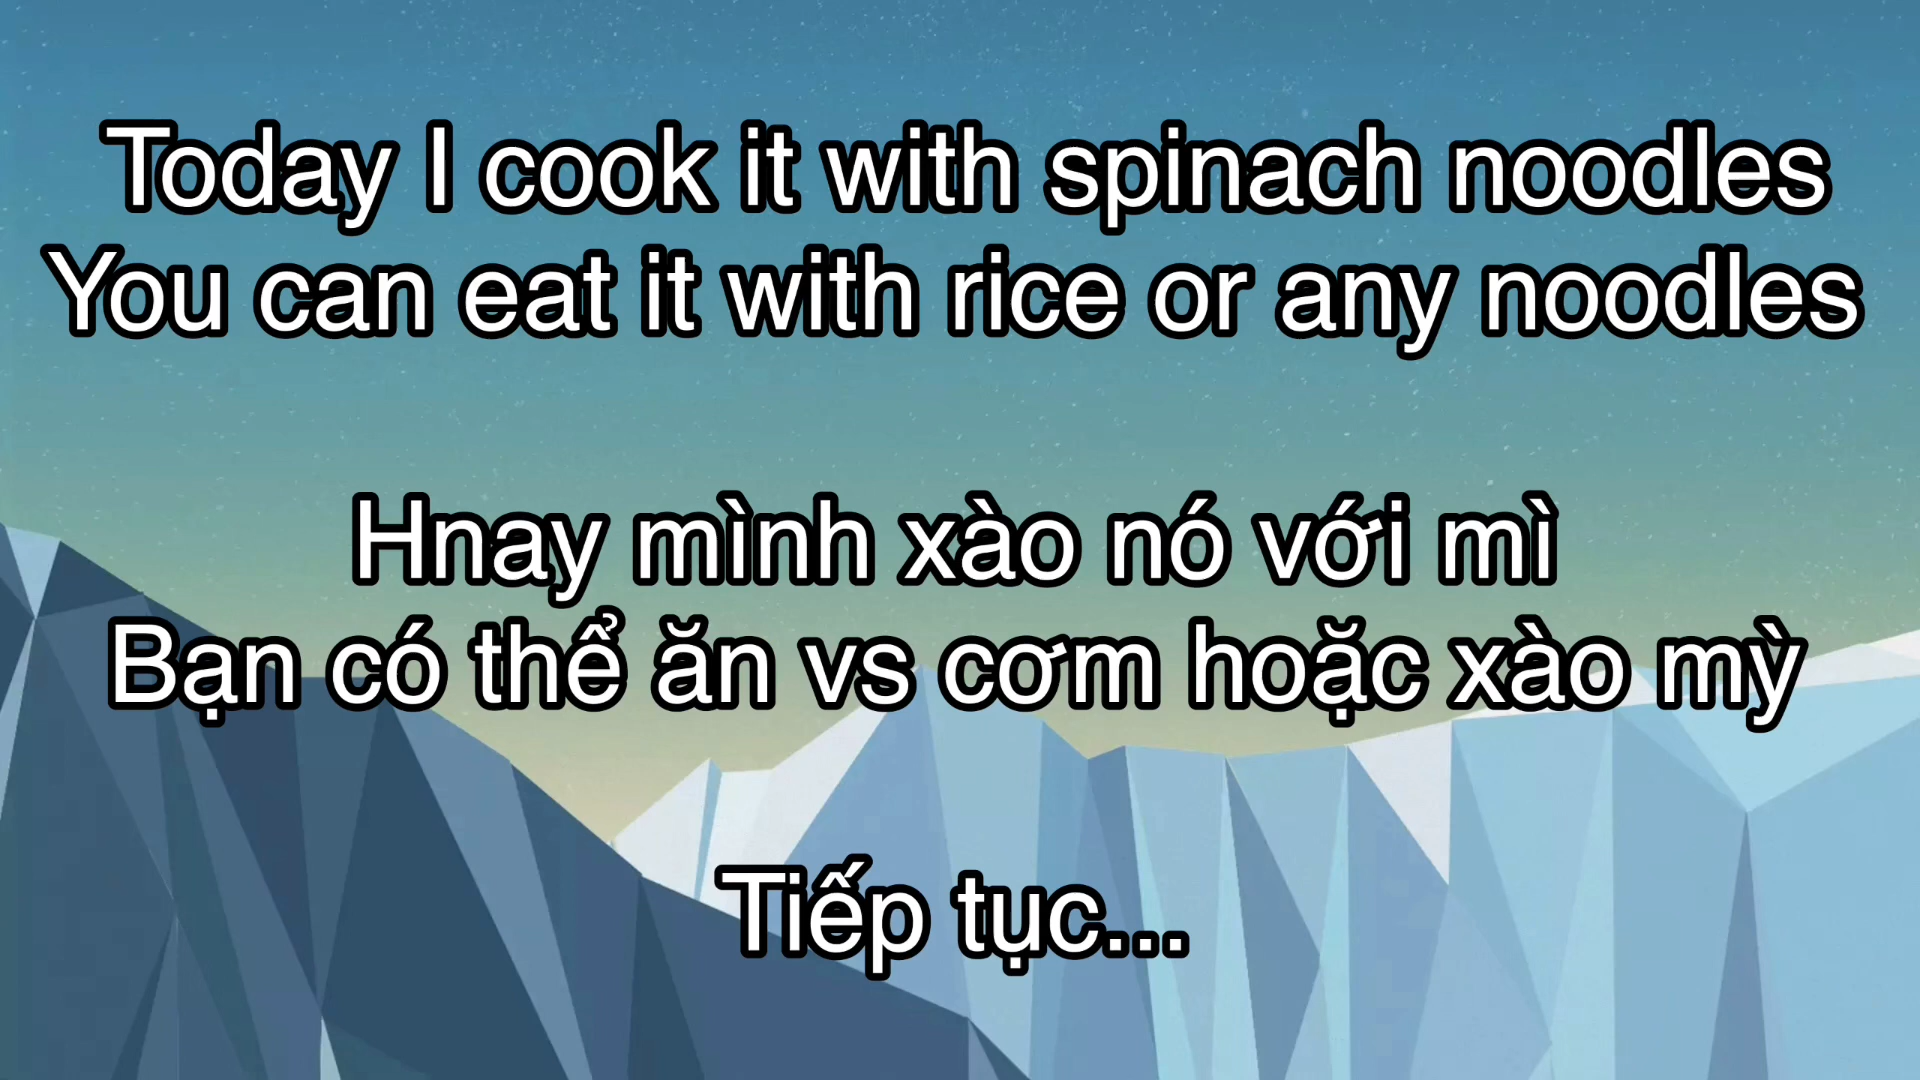 Today I cook it with spinach noodles
You can eat it with rice or any noodles
Hnay mình xào nó với mì
Bạn có thể ăn vs cơm hoặc xào mỳ
Tiếp tục...